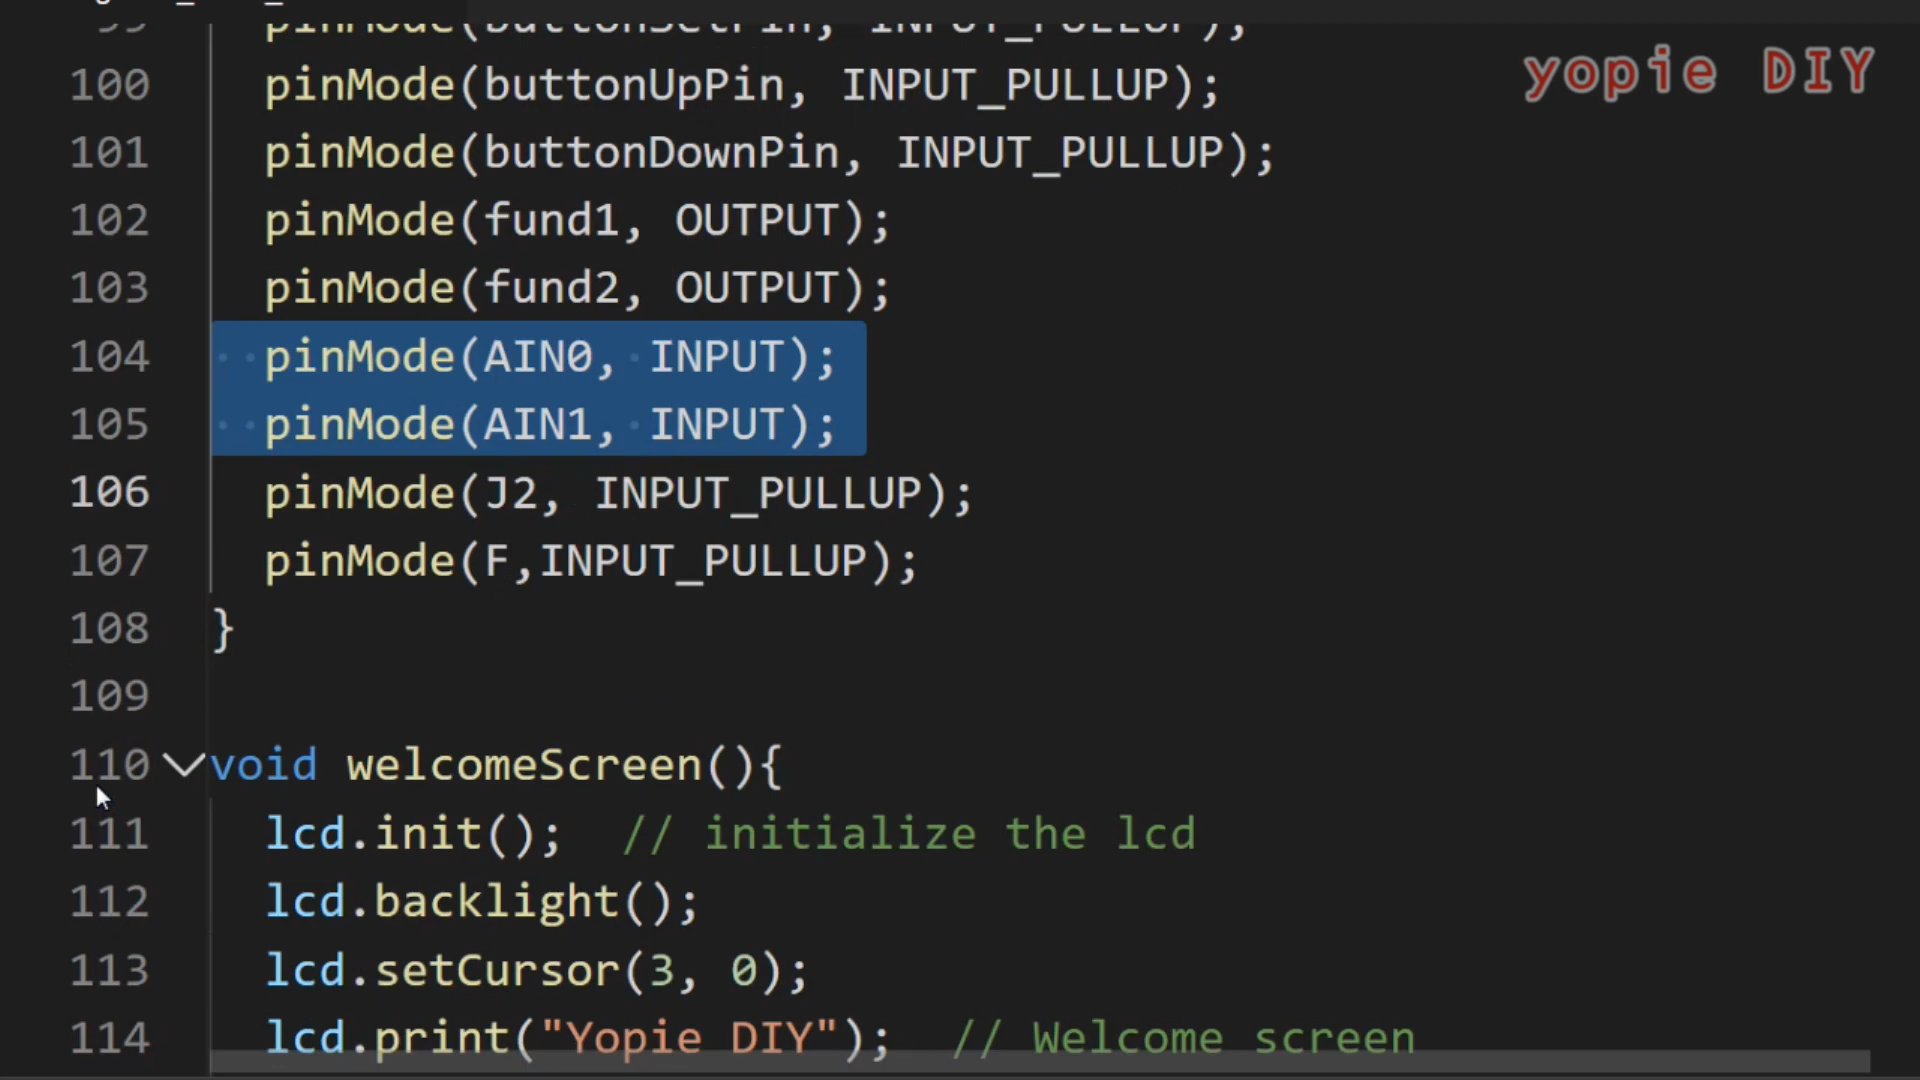 99 pinMode(buttonSetPin, INPUT_PULLUP);
yopie DIY
100 pinMode(buttonUpPin, INPUT_PULLUP);
101 pinMode(buttonDownPin, INPUT_PULLUP);
102 pinMode(fund1, OUTPUT);
103 pinMode(fund2, OUTPUT);
104 pinMode(AIN0, INPUT);
105 pinMode(AIN1, INPUT);
106 pinMode(J2, INPUT_PULLUP);
107 pinMode(F,INPUT_PULLUP);
108 }
109
110 void welcomeScreen(){
111 lcd.init(); // initialize the lcd
112 lcd.backlight();
113 lcd.setCursor(3, 0);
114 lcd.print("Yopie DIY"); // Welcome screen